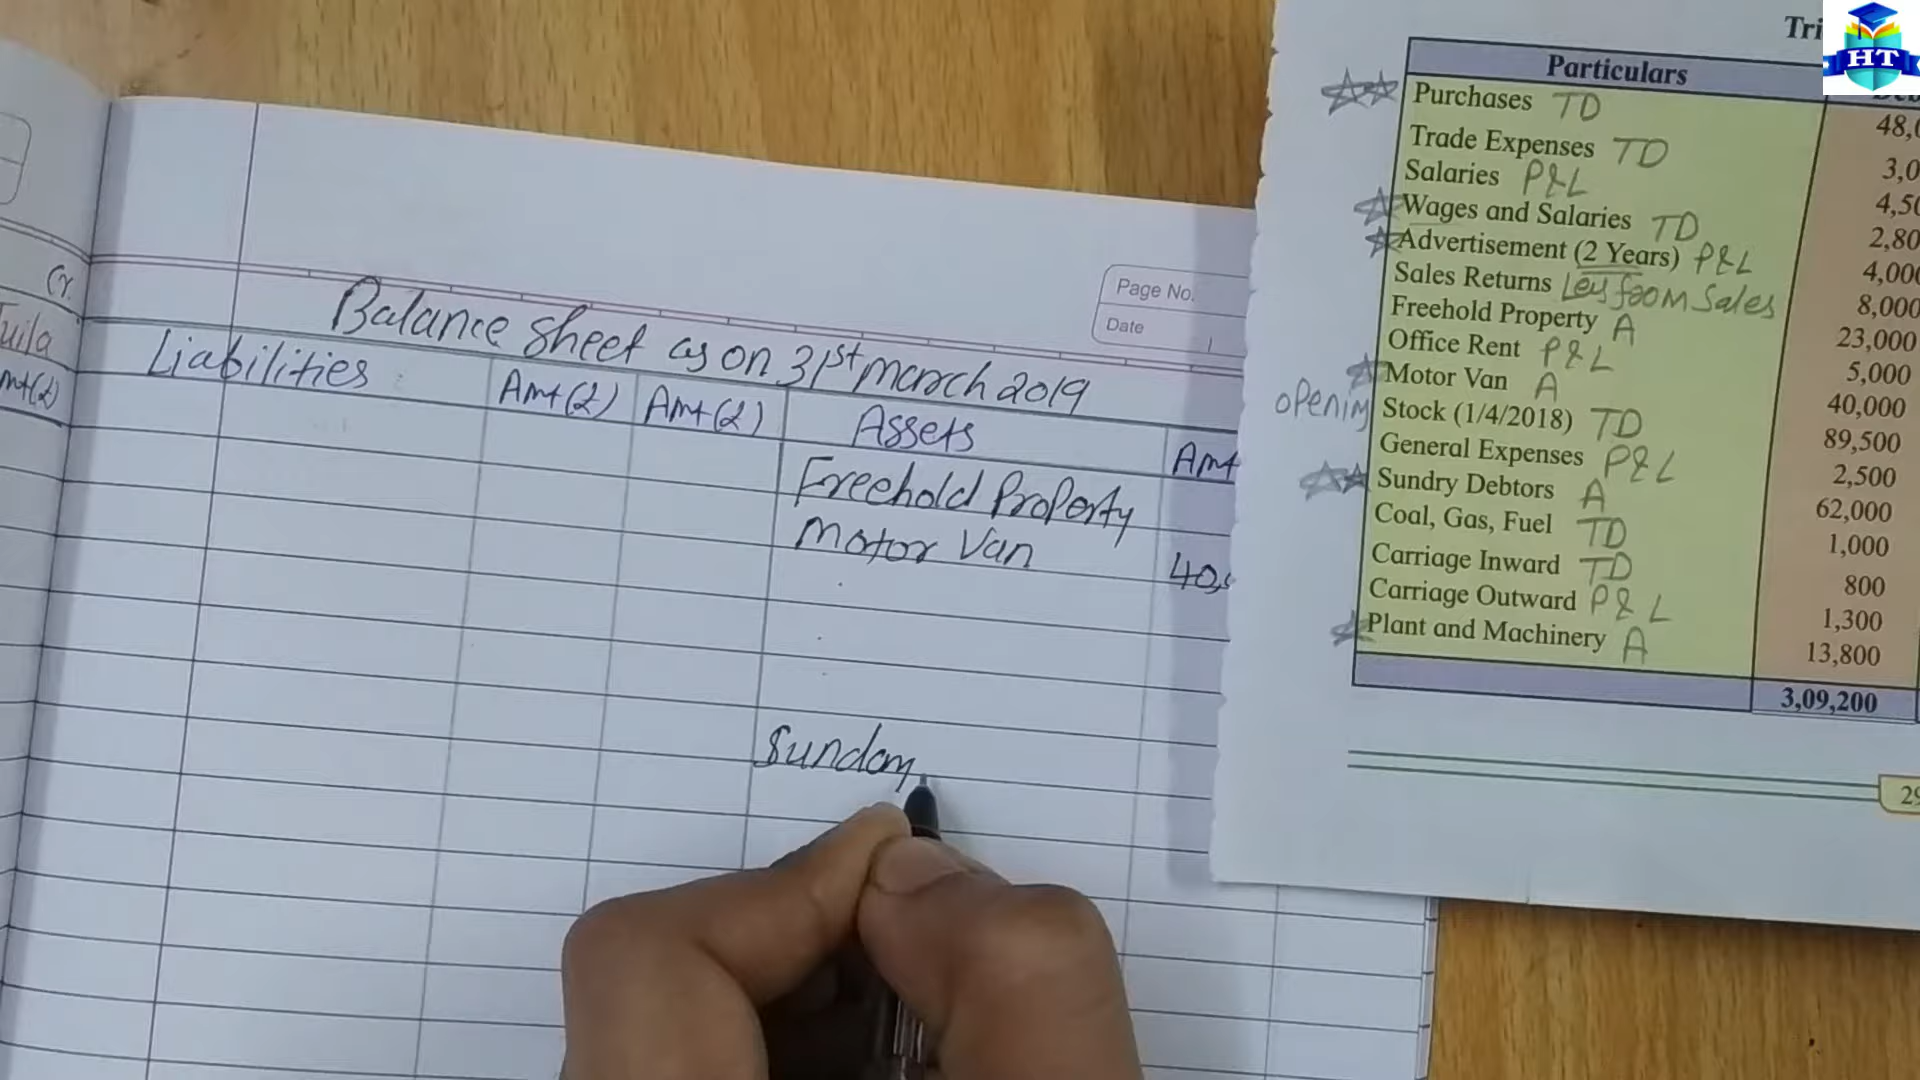 Cr.
Balance Sheet as on 31st march 2019
Liabilities
Amt(₹)
Amt(₹)
Assets
Amt
Freehold Property
Motor Van
40,
Sundry
Page No.
Date
HT
Particulars
Purchases TD 48,
Trade Expenses TD 3,0
Salaries P&L 4,50
Wages and Salaries TD 2,80
Advertisement (2 Years) P&L 4,000
Sales Returns Less from Sales 8,000
Freehold Property A 23,000
Office Rent P&L 5,000
Motor Van A 40,000
opening Stock (1/4/2018) TD 89,500
General Expenses P&L 2,500
Sundry Debtors A 62,000
Coal, Gas, Fuel TD 1,000
Carriage Inward TD 800
Carriage Outward P&L 1,300
Plant and Machinery A 13,800
3,09,200